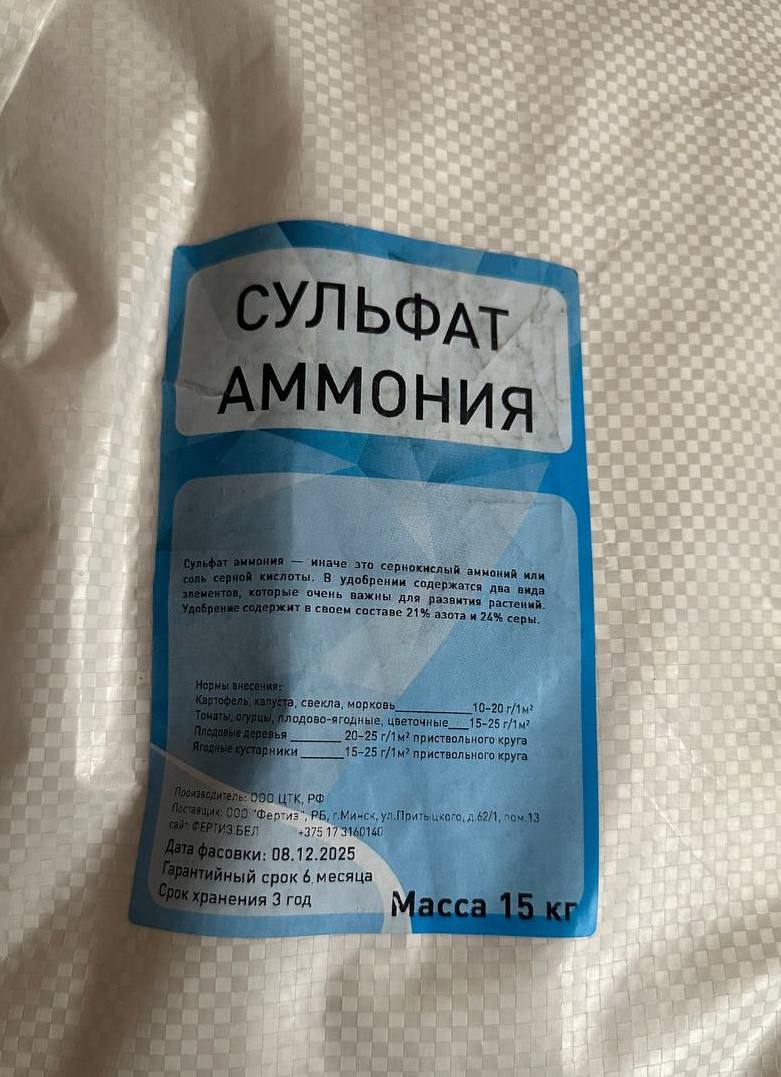 СУЛЬФАТ
АММОНИЯ
Сульфат аммония — иначе это сернокислый аммоний или
соль серной кислоты. В удобрении содержатся два вида
элементов, которые очень важны для развития растений.
Удобрение содержит в своем составе 21% азота и 24% серы.
Нормы внесения:
Картофель, капуста, свекла, морковь____________10-20 г/1м²
Томаты, огурцы, плодово-ягодные, цветочные___15-25 г/1м²
Плодовые деревья ________ 20-25 г/1м² приствольного круга
Ягодные кустарники _______15-25 г/1м² приствольного круга
Производитель: ООО ЦТК, РФ
Поставщик: ООО "Фертиз", РБ, г.Минск, ул.Притыцкого, д.62/1, пом.13
сайт: ФЕРТИЗ.БЕЛ +375 17 3160140
Дата фасовки: 08.12.2025
Гарантийный срок 6 месяца
Срок хранения 3 год
Масса 15 кг